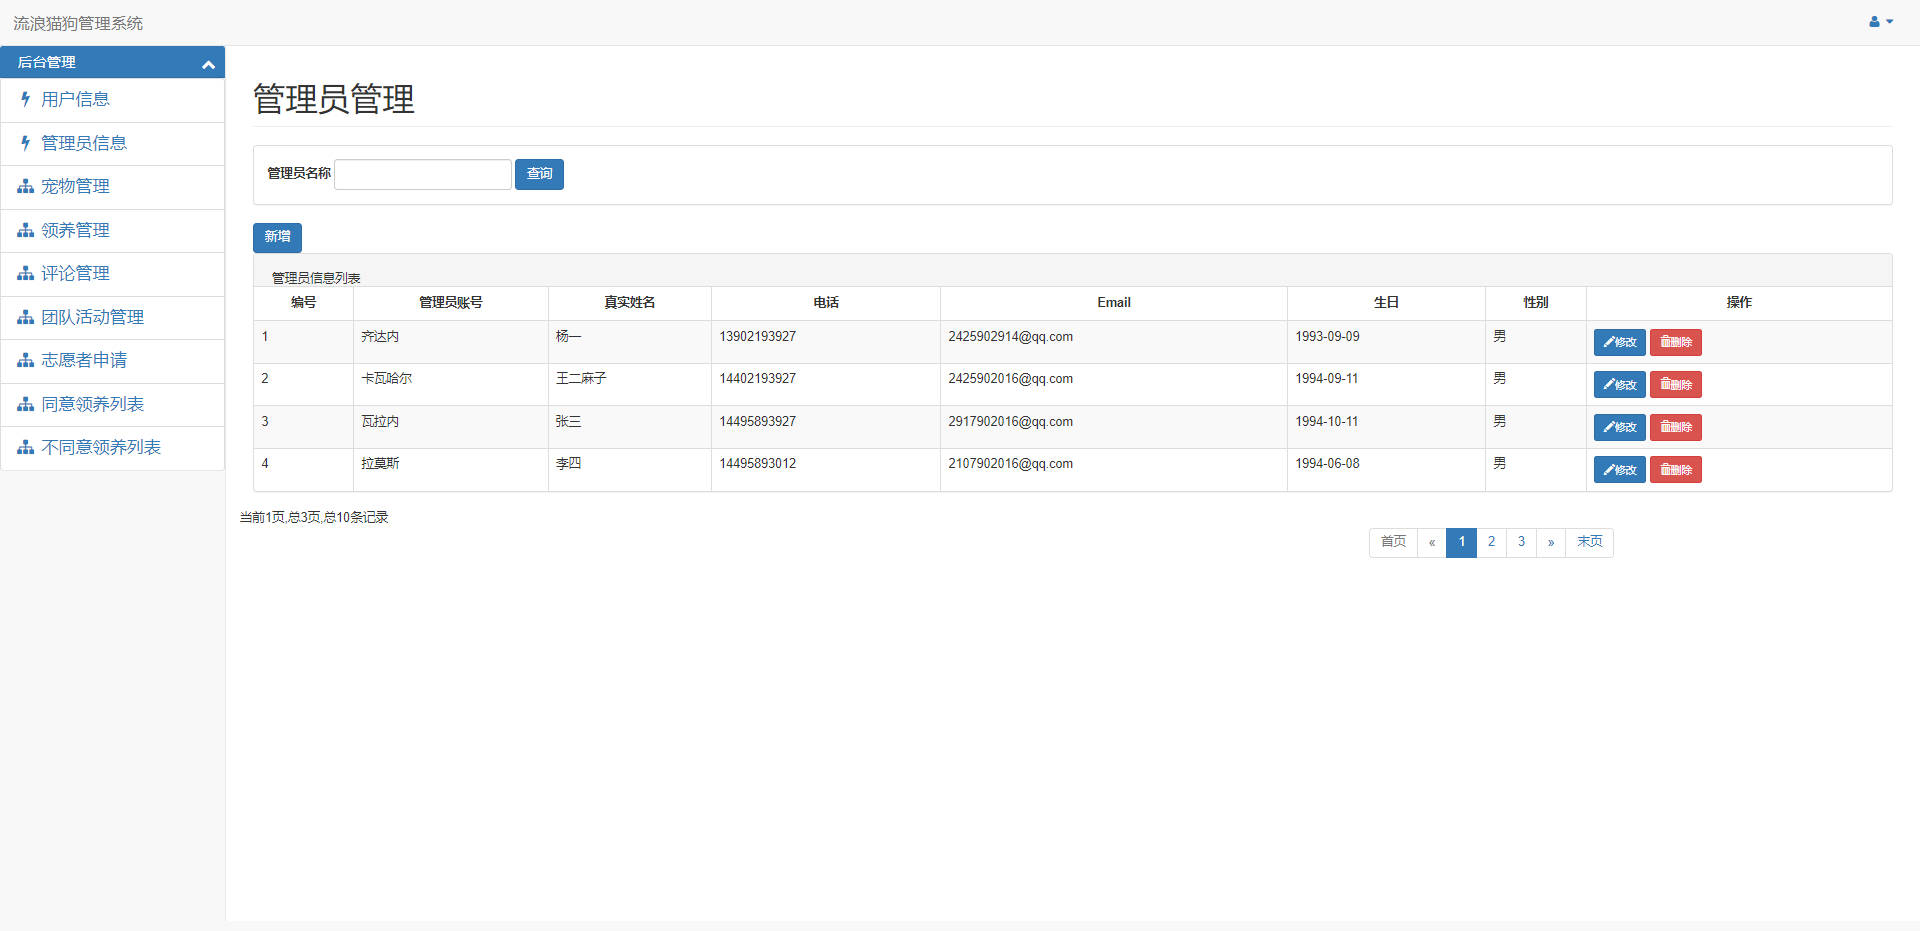 流浪猫狗管理系统
后台管理
用户信息
管理员信息
宠物管理
领养管理
评论管理
团队活动管理
志愿者申请
同意领养列表
不同意领养列表
管理员管理
管理员名称 查询
新增
管理员信息列表
编号 管理员账号 真实姓名 电话 Email 生日 性别 操作
1 齐达内 杨一 13902193927 2425902914@qq.com 1993-09-09 男 修改 删除
2 卡瓦哈尔 王二麻子 14402193927 2425902016@qq.com 1994-09-11 男 修改 删除
3 瓦拉内 张三 14495893927 2917902016@qq.com 1994-10-11 男 修改 删除
4 拉莫斯 李四 14495893012 2107902016@qq.com 1994-06-08 男 修改 删除
当前1页,总3页,总10条记录
首页 « 1 2 3 » 末页